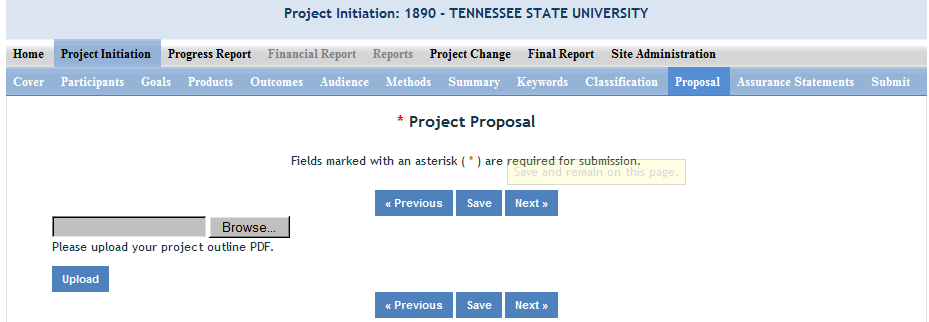 Project Initiation: 1890 - TENNESSEE STATE UNIVERSITY
Home Project Initiation Progress Report Financial Report Reports Project Change Final Report Site Administration
Cover Participants Goals Products Outcomes Audience Methods Summary Keywords Classification Proposal Assurance Statements Submit
* Project Proposal
Fields marked with an asterisk ( * ) are required for submission.
Save and remain on this page.
« Previous Save Next »
Browse...
Please upload your project outline PDF.
Upload
« Previous Save Next »